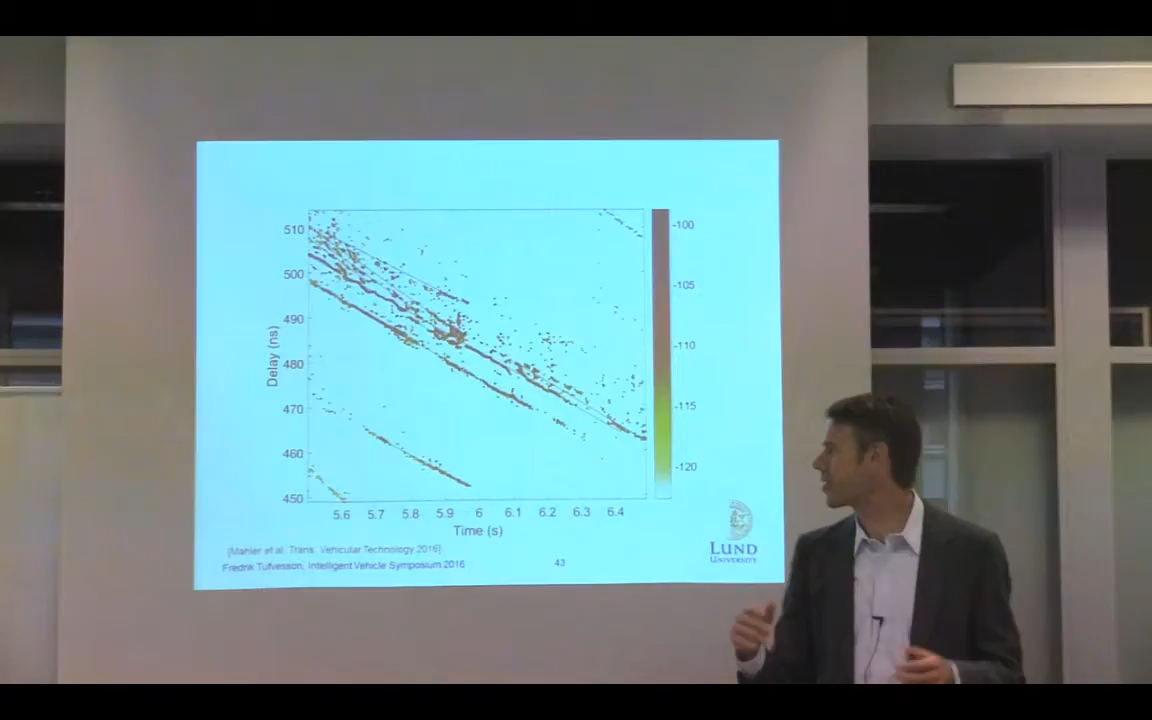 510
500
490
480
470
460
450
Delay (ns)
5.6 5.7 5.8 5.9 6 6.1 6.2 6.3 6.4
Time (s)
-100
-105
-110
-115
-120
[Mahler et al. Trans. Vehicular Technology 2016]
Fredrik Tufvesson, Intelligent Vehicle Symposium 2016
43
LUND
UNIVERSITY